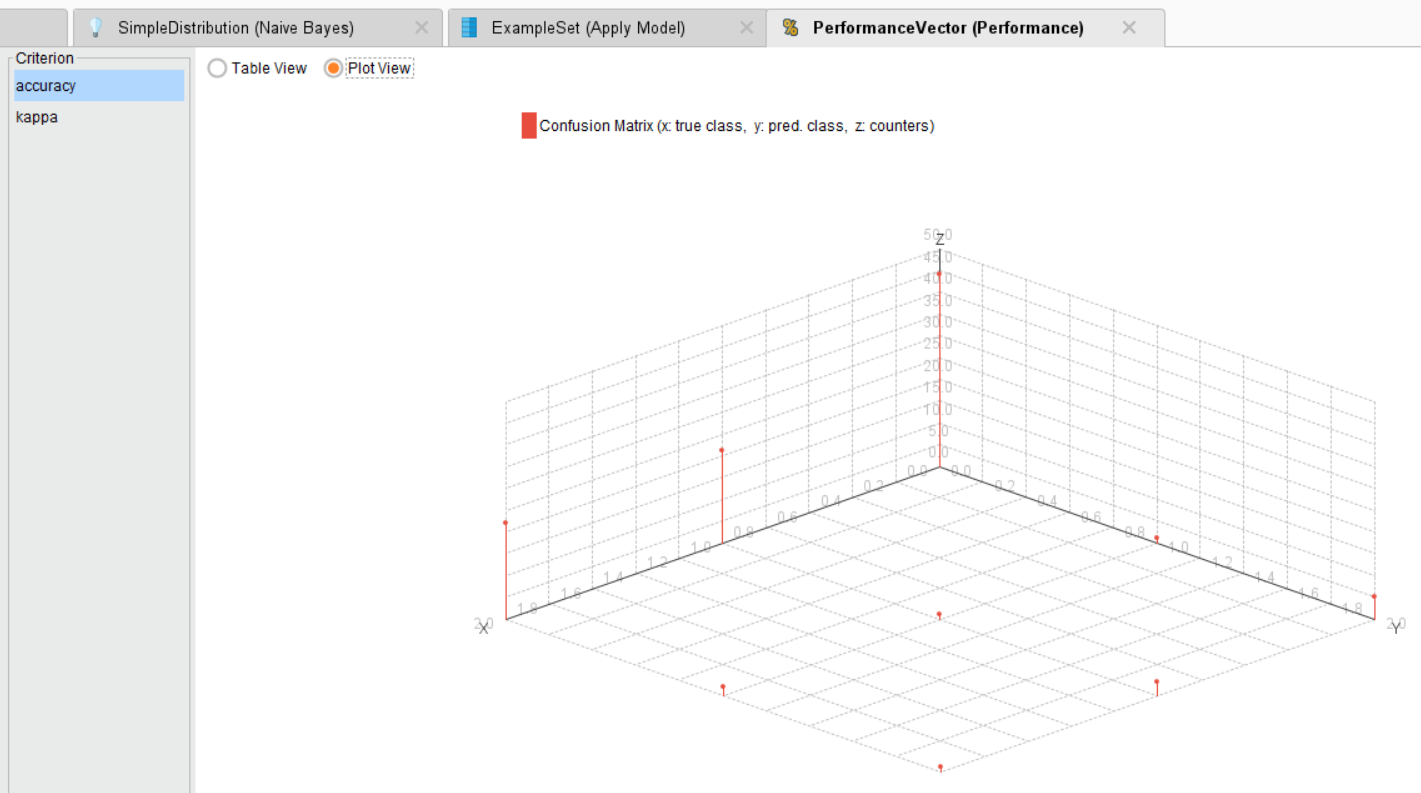 SimpleDistribution (Naive Bayes)
ExampleSet (Apply Model)
PerformanceVector (Performance)
Criterion
accuracy
kappa
Table View
Plot View
Confusion Matrix (x: true class, y: pred. class, z: counters)
50.0
Z
45.0
40.0
35.0
30.0
25.0
20.0
15.0
10.0
5.0
0.0
0.0 0.0
0.2 0.2
0.4 0.4
0.6 0.6
0.8 0.8
1.0 1.0
1.2 1.2
1.4 1.4
1.6 1.6
1.8 1.8
2.0 2.0
X Y